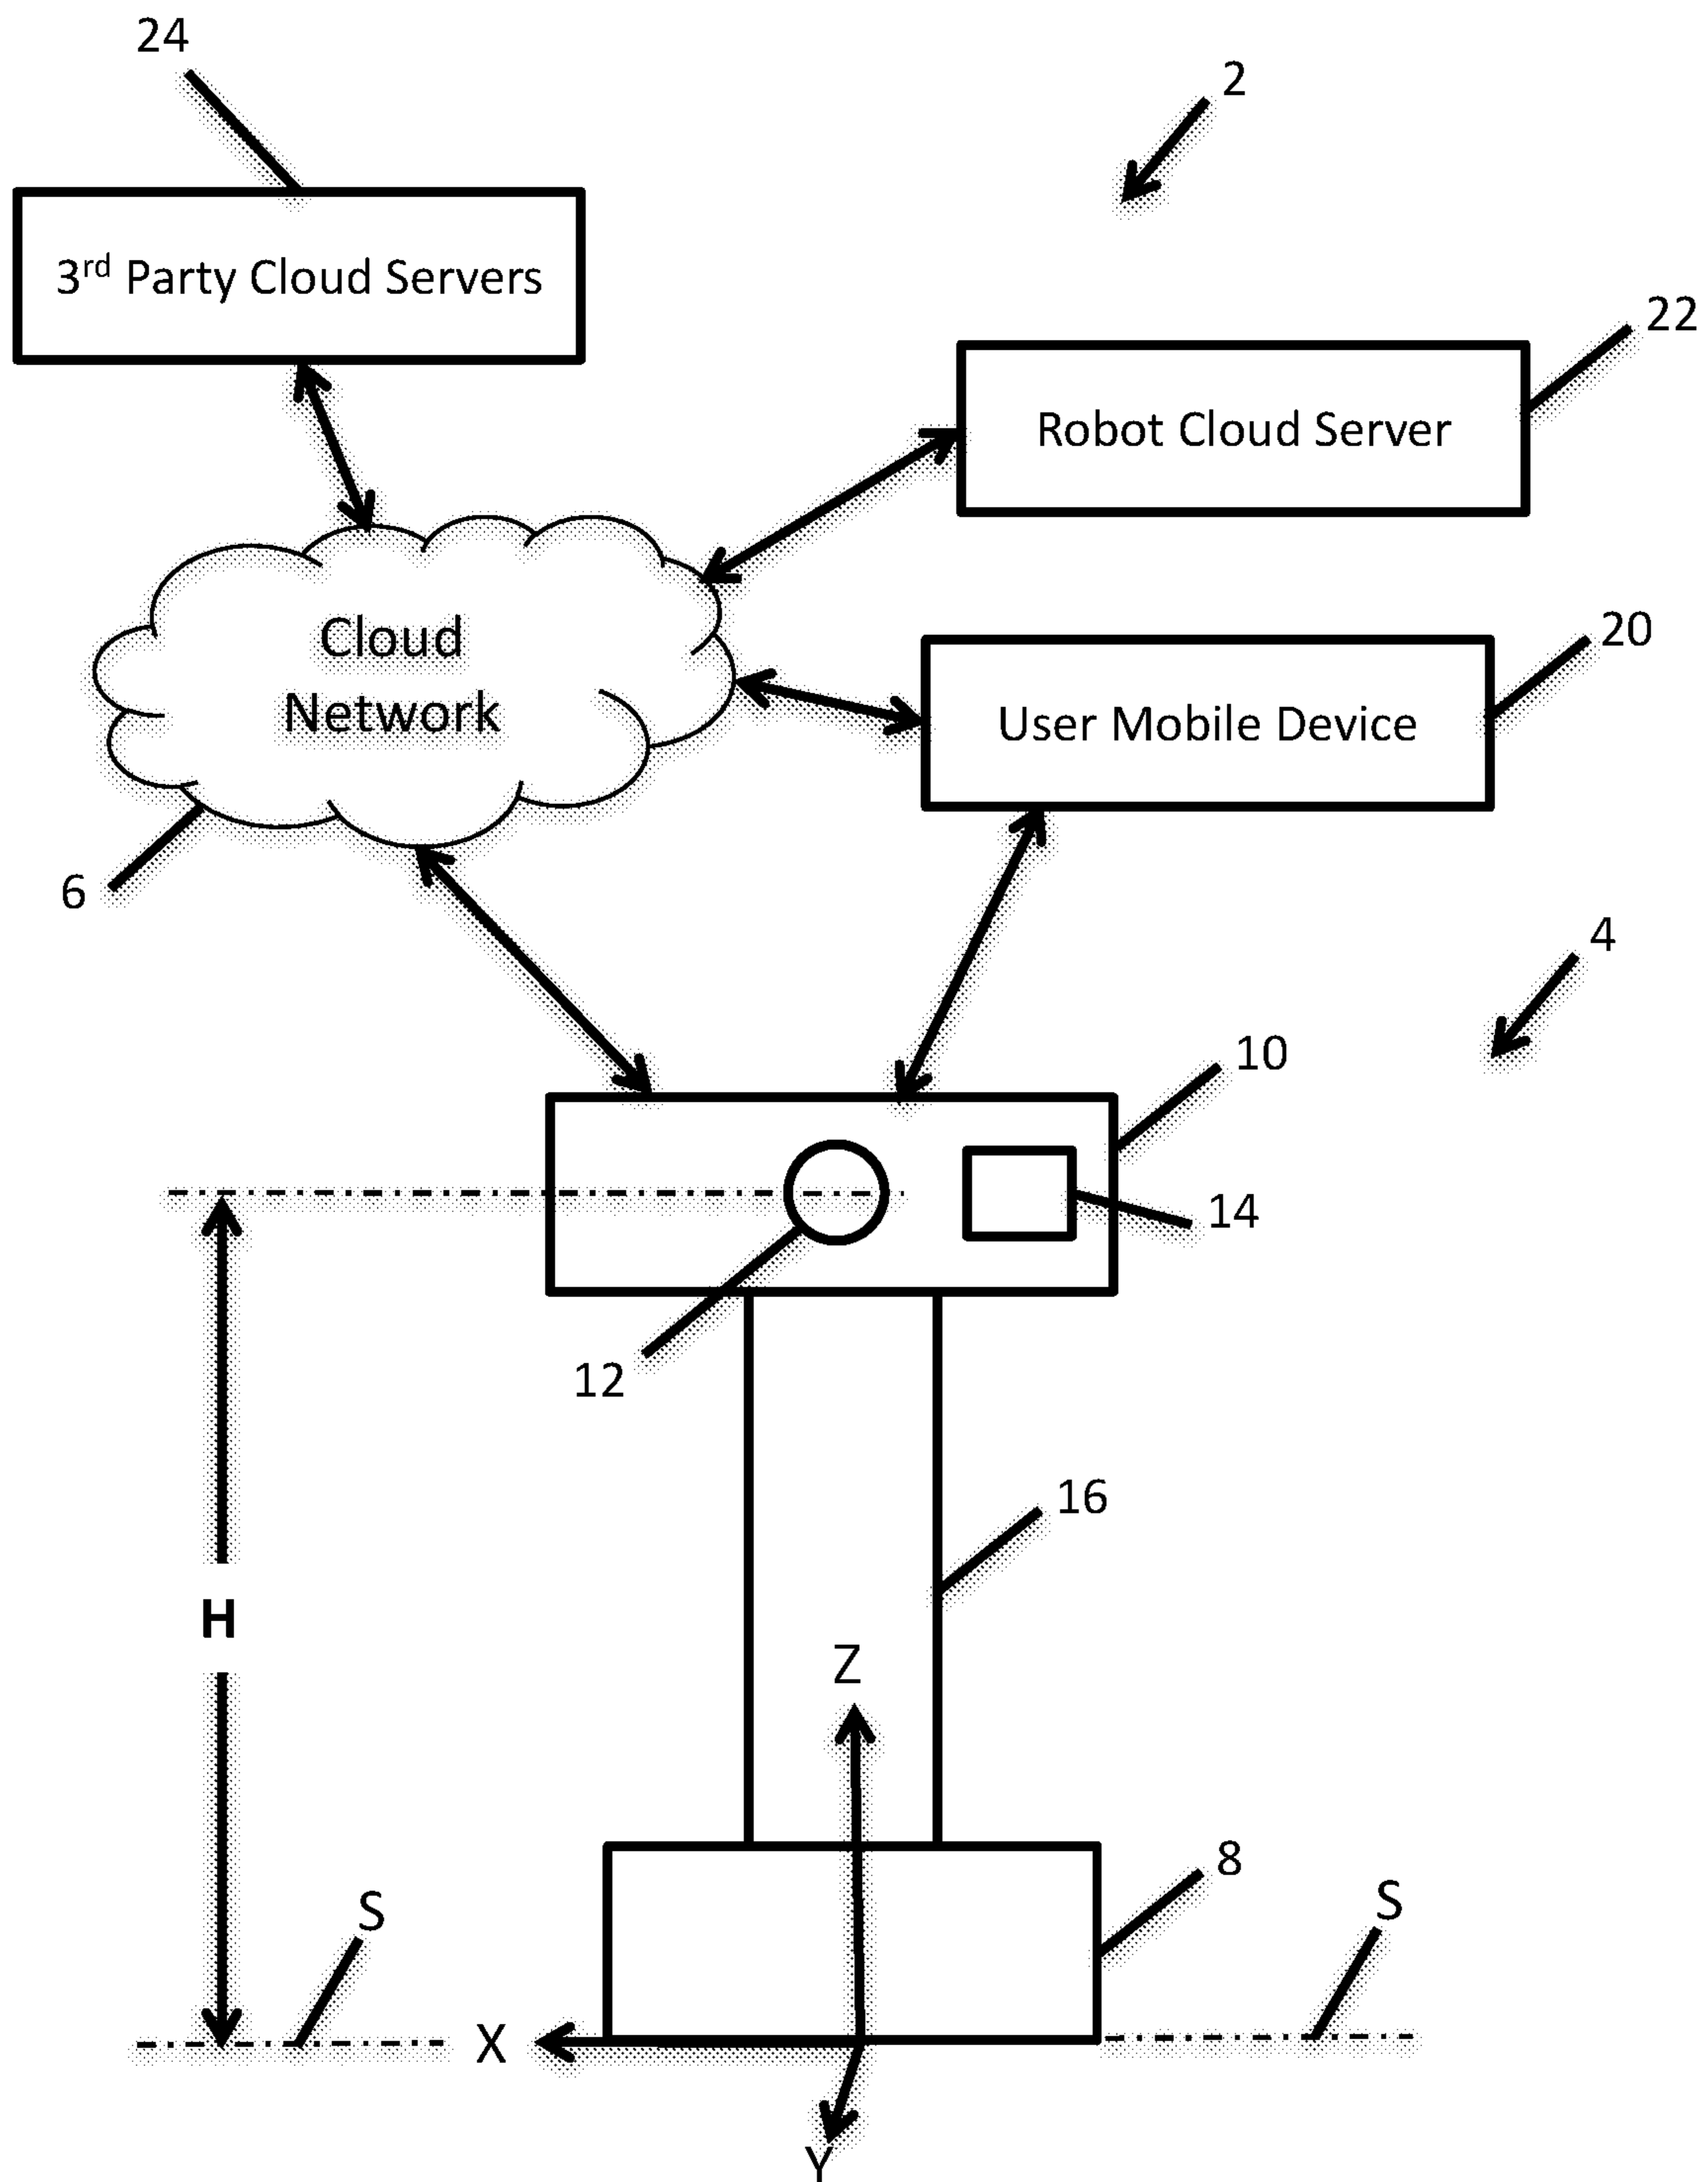 24
2
3rd Party Cloud Servers
22
Robot Cloud Server
20
Cloud
Network
User Mobile Device
6
4
10
14
12
16
H
Z
8
S
S
X
Y